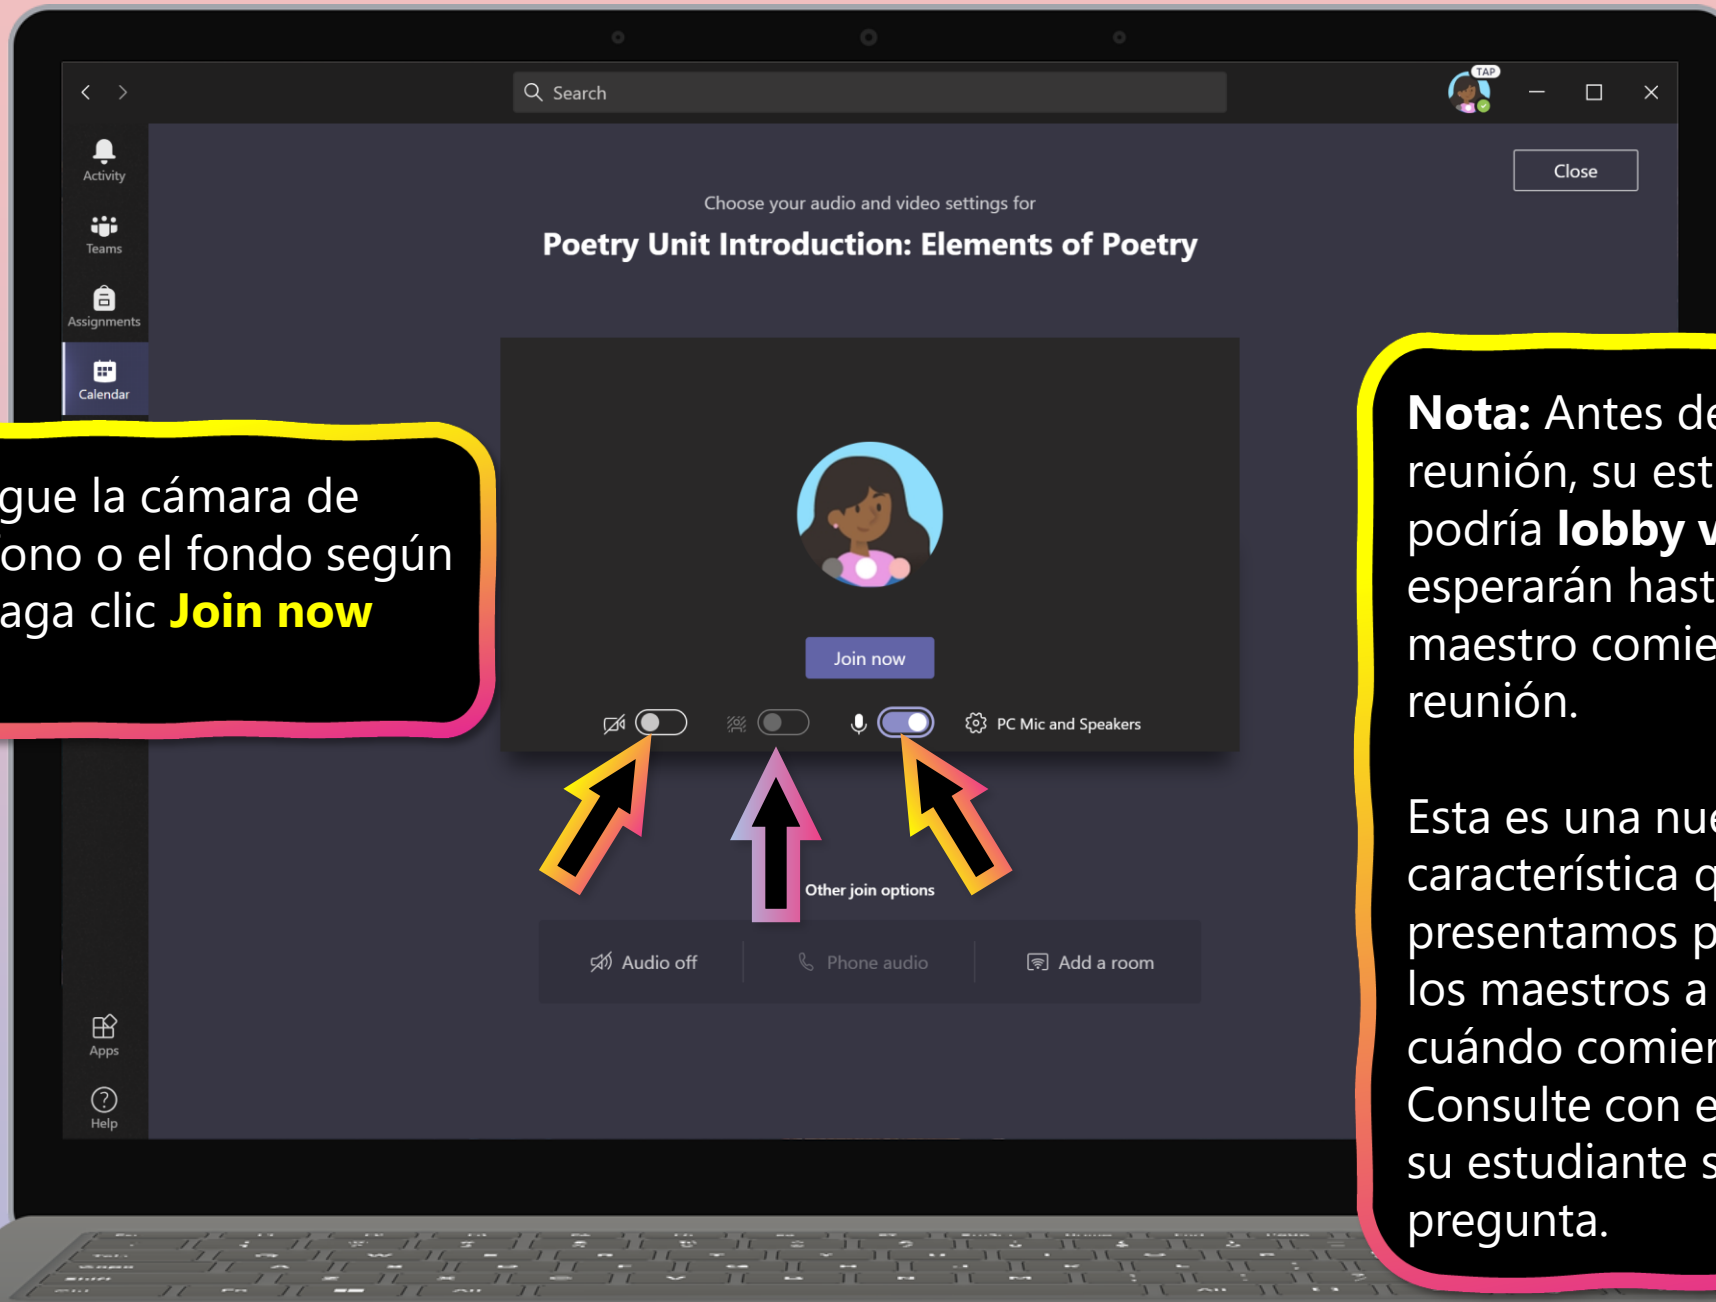 Search
TAP
Activity
Teams
Assignments
Calendar
Apps
Help
Close
Choose your audio and video settings for
Poetry Unit Introduction: Elements of Poetry
gue la cámara de
ono o el fondo según
aga clic Join now
Join now
PC Mic and Speakers
Other join options
Audio off
Phone audio
Add a room
Nota: Antes de
reunión, su est
podría lobby v
esperarán hast
maestro comie
reunión.
Esta es una nue
característica q
presentamos p
los maestros a
cuándo comien
Consulte con e
su estudiante s
pregunta.